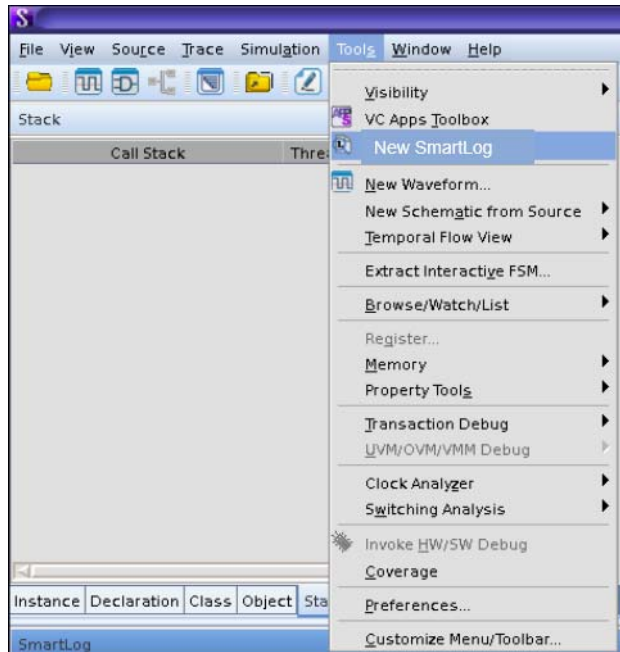 File View Source Trace Simulation Tools Window Help
Stack
Call Stack
Visibility
VC Apps Toolbox
New SmartLog
New Waveform...
New Schematic from Source
Temporal Flow View
Extract Interactive FSM...
Browse/Watch/List
Register...
Memory
Property Tools
Transaction Debug
UVM/OVM/VMM Debug
Clock Analyzer
Switching Analysis
Invoke HW/SW Debug
Coverage
Preferences...
Customize Menu/Toolbar...
Instance Declaration Class Object
SmartLog